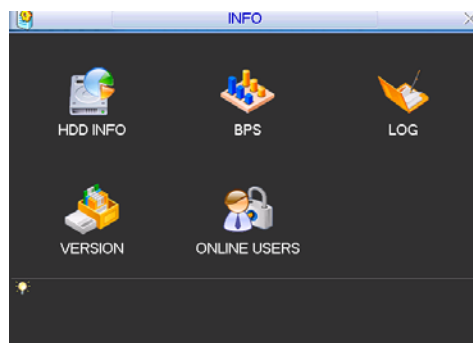 INFO
HDD INFO
BPS
LOG
VERSION
ONLINE USERS